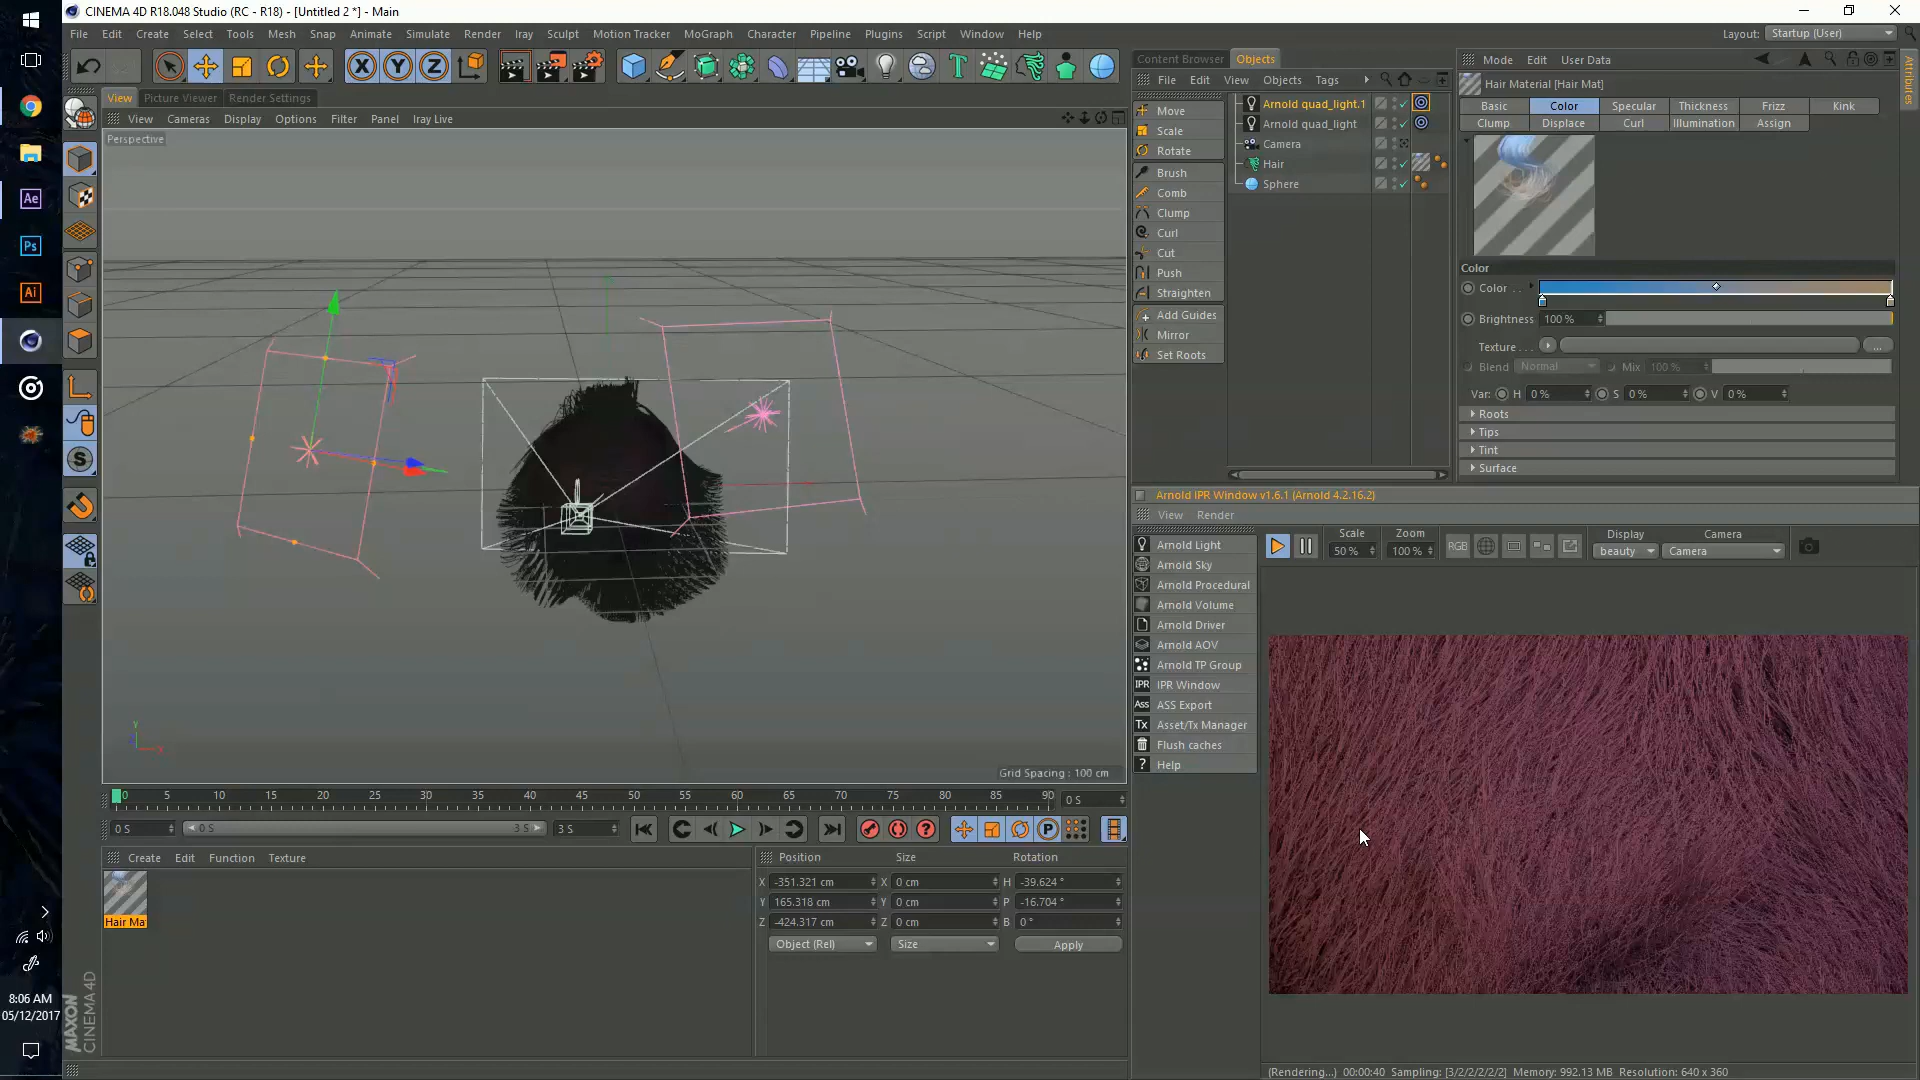 CINEMA 4D R18.048 Studio (RC - R18) - [Untitled 2 *] - Main
File Edit Create Select Tools Mesh Snap Animate Simulate Render Iray Sculpt Motion Tracker MoGraph Character Pipeline Plugins Script Window Help
Layout: Startup (User)
View Picture Viewer Render Settings
View Cameras Display Options Filter Panel Iray Live
Perspective
Grid Spacing : 100 cm
Content Browser Objects
File Edit View Objects Tags
Move
Scale
Rotate
Brush
Comb
Clump
Curl
Cut
Push
Straighten
Add Guides
Mirror
Set Roots
Arnold quad_light.1
Arnold quad_light
Camera
Hair
Sphere
Mode Edit User Data
Attributes
Hair Material [Hair Mat]
Basic Color Specular Thickness Frizz Kink
Clump Displace Curl Illumination Assign
Color
Color . .
Brightness 100 %
Texture . . . ...
Blend Normal Mix 100 %
Var: H 0 % S 0 % V 0 %
Roots
Tips
Tint
Surface
Arnold IPR Window v1.6.1 (Arnold 4.2.16.2)
View Render
Arnold Light
Arnold Sky
Arnold Procedural
Arnold Volume
Arnold Driver
Arnold AOV
Arnold TP Group
IPR IPR Window
Ass ASS Export
Tx Asset/Tx Manager
Flush caches
? Help
Scale Zoom Display Camera
50 % 100 % RGB beauty Camera
(Rendering...) 00:00:40 Sampling: [3/2/2/2/2/2] Memory: 992.13 MB Resolution: 640 x 360
0 5 10 15 20 25 30 35 40 45 50 55 60 65 70 75 80 85 90 0 S
0 S 0 S 3 S 3 S
Create Edit Function Texture
Hair Ma
Position Size Rotation
X -351.321 cm X 0 cm H -39.624 °
Y 165.318 cm Y 0 cm P -16.704 °
Z -424.317 cm Z 0 cm B 0 °
Object (Rel) Size Apply
MAXON
CINEMA 4D
Ae
Ps
Ai
8:06 AM
05/12/2017
X Y Z
S
P
Y
X